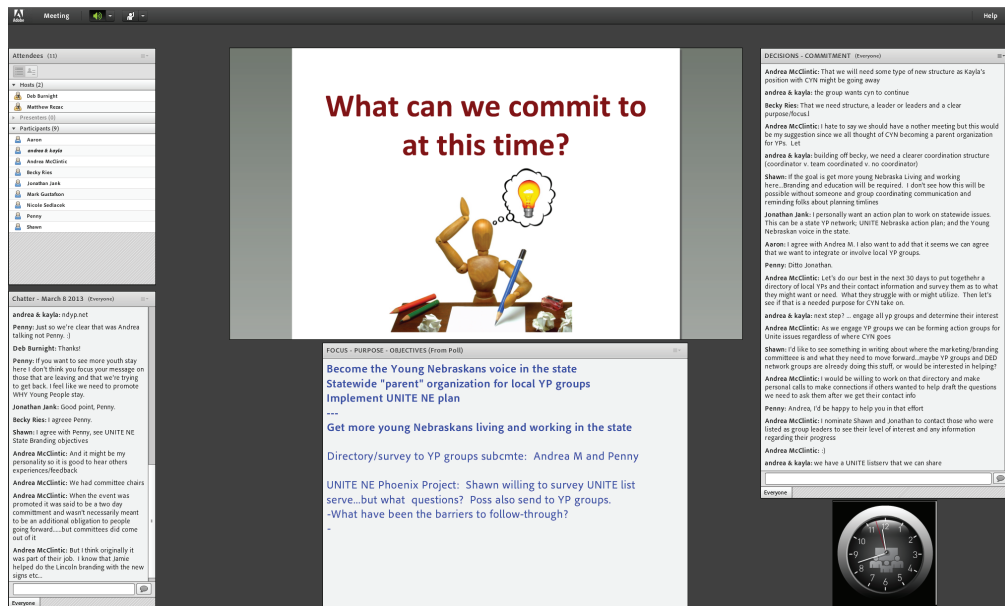 Adobe
Meeting
Help
Attendees (11)
Hosts (2)
Deb Burnight
Matthew Rezac
Presenters (0)
Participants (9)
Aaron
andrea & kayla
Andrea McClintic
Becky Ries
Jonathan Jank
Mark Gustafson
Nicole Sedlacek
Penny
Shawn
Chatter - March 8 2013 (Everyone)
andrea & kayla: ndyp.net
Penny: Just so we're clear that was Andrea
talking not Penny. :)
Deb Burnight: Thanks!
Penny: If you want to see more youth stay
here I don't think you focus your message on
those that are leaving and that we're trying
to get back. I feel like we need to promote
WHY Young People stay.
Jonathan Jank: Good point, Penny.
Becky Ries: I agreee Penny.
Shawn: I agree with Penny, see UNITE NE
State Branding objectives
Andrea McClintic: And it might be my
personality so it is good to hear others
experiences/feedback
Andrea McClintic: We had committee chairs
Andrea McClintic: When the event was
promoted it was said to be a two day
committment and wasn't necessarily meant
to be an additional obligation to people
going forward.....but committees did come
out of it
Andrea McClintic: But I think originally it
was part of their job. I know that Jamie
helped do the Lincoln branding with the new
signs etc...
Everyone
What can we commit to
at this time?
FOCUS - PURPOSE - OBJECTIVES (From Poll)
Become the Young Nebraskans voice in the state
Statewide "parent" organization for local YP groups
Implement UNITE NE plan
---
Get more young Nebraskans living and working in the state
Directory/survey to YP groups subcmte: Andrea M and Penny
UNITE NE Phoenix Project: Shawn willing to survey UNITE list
serve...but what questions? Poss also send to YP groups.
-What have been the barriers to follow-through?
-
DECISIONS - COMMITMENT (Everyone)
Andrea McClintic: That we will need some type of new structure as Kayla's
position with CYN might be going away
andrea & kayla: the group wants cyn to continue
Becky Ries: That we need structure, a leader or leaders and a clear
purpose/focus.l
Andrea McClintic: I hate to say we should have a nother meeting but this would
be my suggestion since we all thought of CYN becoming a parent organization
for YPs. Let
andrea & kayla: building off becky, we need a clearer coordination structure
(coordinator v. team coordinated v. no coordinator)
Shawn: If the goal is get more young Nebraska Living and working
here...Branding and education will be required. I don't see how this will be
possible without someone and group coordinating communication and
reminding folks about planning timlines
Jonathan Jank: I personally want an action plan to work on statewide issues.
This can be a state YP network; UNITE Nebraska action plan; and the Young
Nebraskan voice in the state.
Aaron: I agree with Andrea M. I also want to add that it seems we can agree
that we want to integrate or involve local YP groups.
Penny: Ditto Jonathan.
Andrea McClintic: Let's do our best in the next 30 days to put togethehr a
directory of local YPs and their contact information and survey them as to what
they might want or need. What they struggle with or might utilize. Then let's
see if that is a needed purpose for CYN take on.
andrea & kayla: next step? ... engage all yp groups and determine their interest
Andrea McClintic: As we engage YP groups we can be forming action groups for
Unite issues regardless of where CYN goes
Shawn: I'd like to see something in writing about where the marketing/branding
committee is and what they need to move forward...maybe YP groups and DED
network groups are already doing this stuff, or would be interested in helping?
Andrea McClintic: I would be willing to work on that directory and make
personal calls to make connections if others wanted to help draft the questions
we need to ask them after we get their contact info
Penny: Andrea, I'd be happy to help you in that effort
Andrea McClintic: I nominate Shawn and Jonathan to contact those who were
listed as group leaders to see their level of interest and any information
regarding their progress
Andrea McClintic: :)
andrea & kayla: we have a UNITE listserv that we can share
Everyone
12
1
2
3
4
5
6
7
8
9
10
11